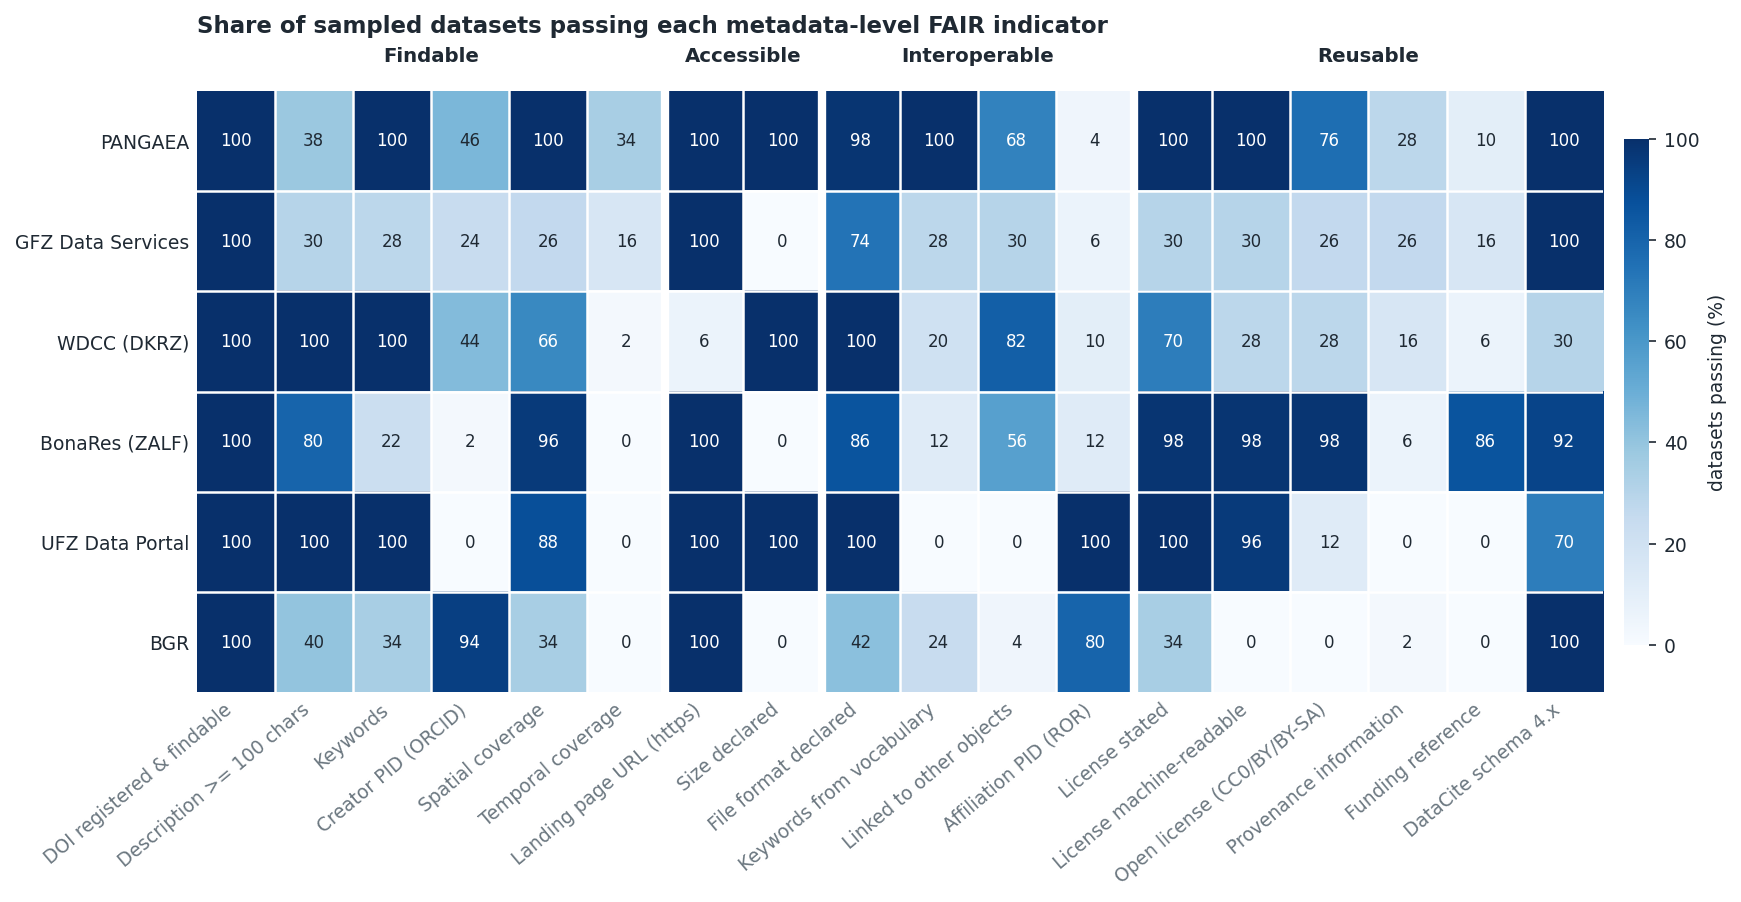 Share of sampled datasets passing each metadata-level FAIR indicator
Findable Accessible Interoperable Reusable
PANGAEA 100 38 100 46 100 34 100 100 98 100 68 4 100 100 76 28 10 100
GFZ Data Services 100 30 28 24 26 16 100 0 74 28 30 6 30 30 26 26 16 100
WDCC (DKRZ) 100 100 100 44 66 2 6 100 100 20 82 10 70 28 28 16 6 30
BonaRes (ZALF) 100 80 22 2 96 0 100 0 86 12 56 12 98 98 98 6 86 92
UFZ Data Portal 100 100 100 0 88 0 100 100 100 0 0 100 100 96 12 0 0 70
BGR 100 40 34 94 34 0 100 0 42 24 4 80 34 0 0 2 0 100
DOI registered & findable
Description >= 100 chars
Keywords
Creator PID (ORCID)
Spatial coverage
Temporal coverage
Landing page URL (https)
Size declared
File format declared
Keywords from vocabulary
Linked to other objects
Affiliation PID (ROR)
License stated
License machine-readable
Open license (CC0/BY/BY-SA)
Provenance information
Funding reference
DataCite schema 4.x
100
80
60
40
20
0
datasets passing (%)